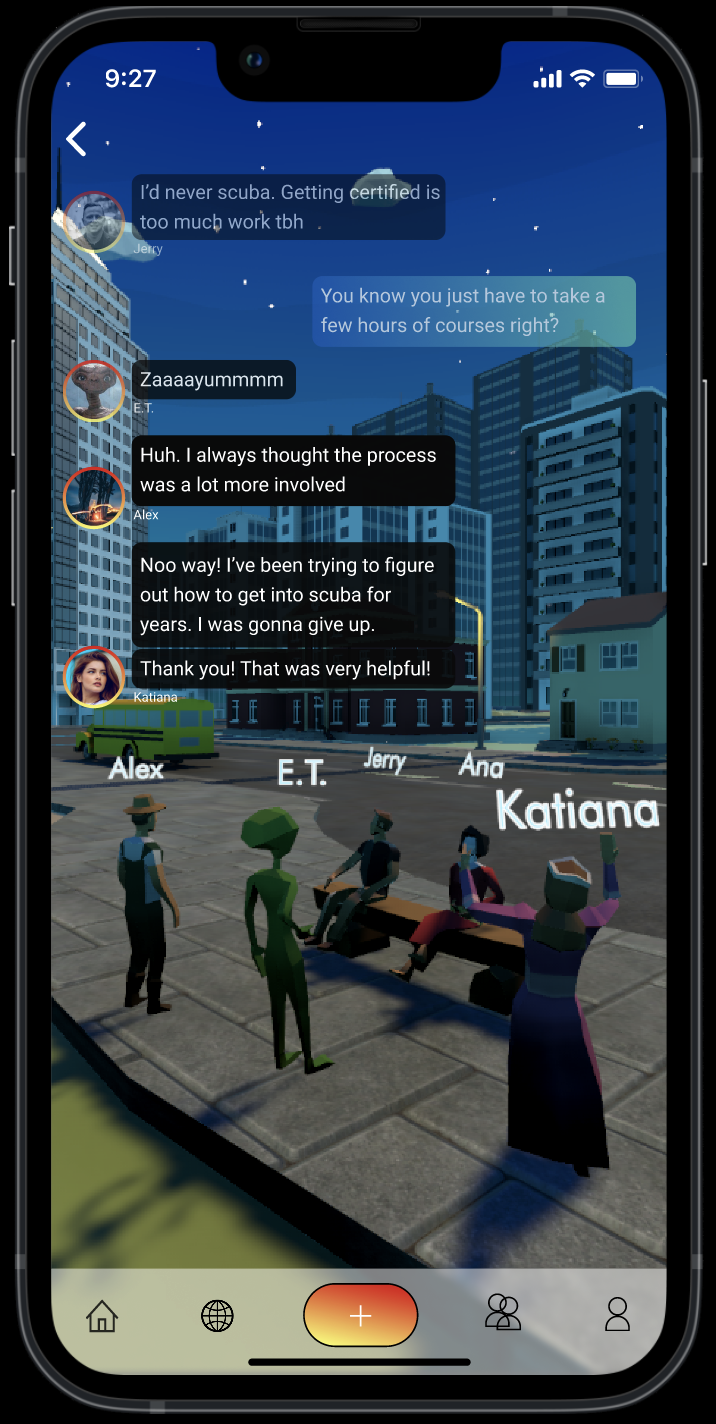 9:27
I’d never scuba. Getting certified is
too much work tbh
Jerry
You know you just have to take a
few hours of courses right?
Zaaaayummmm
E.T.
Huh. I always thought the process
was a lot more involved
Alex
Noo way! I’ve been trying to figure
out how to get into scuba for
years. I was gonna give up.
Thank you! That was very helpful!
Katiana
Alex
E.T.
Jerry
Ana
Katiana